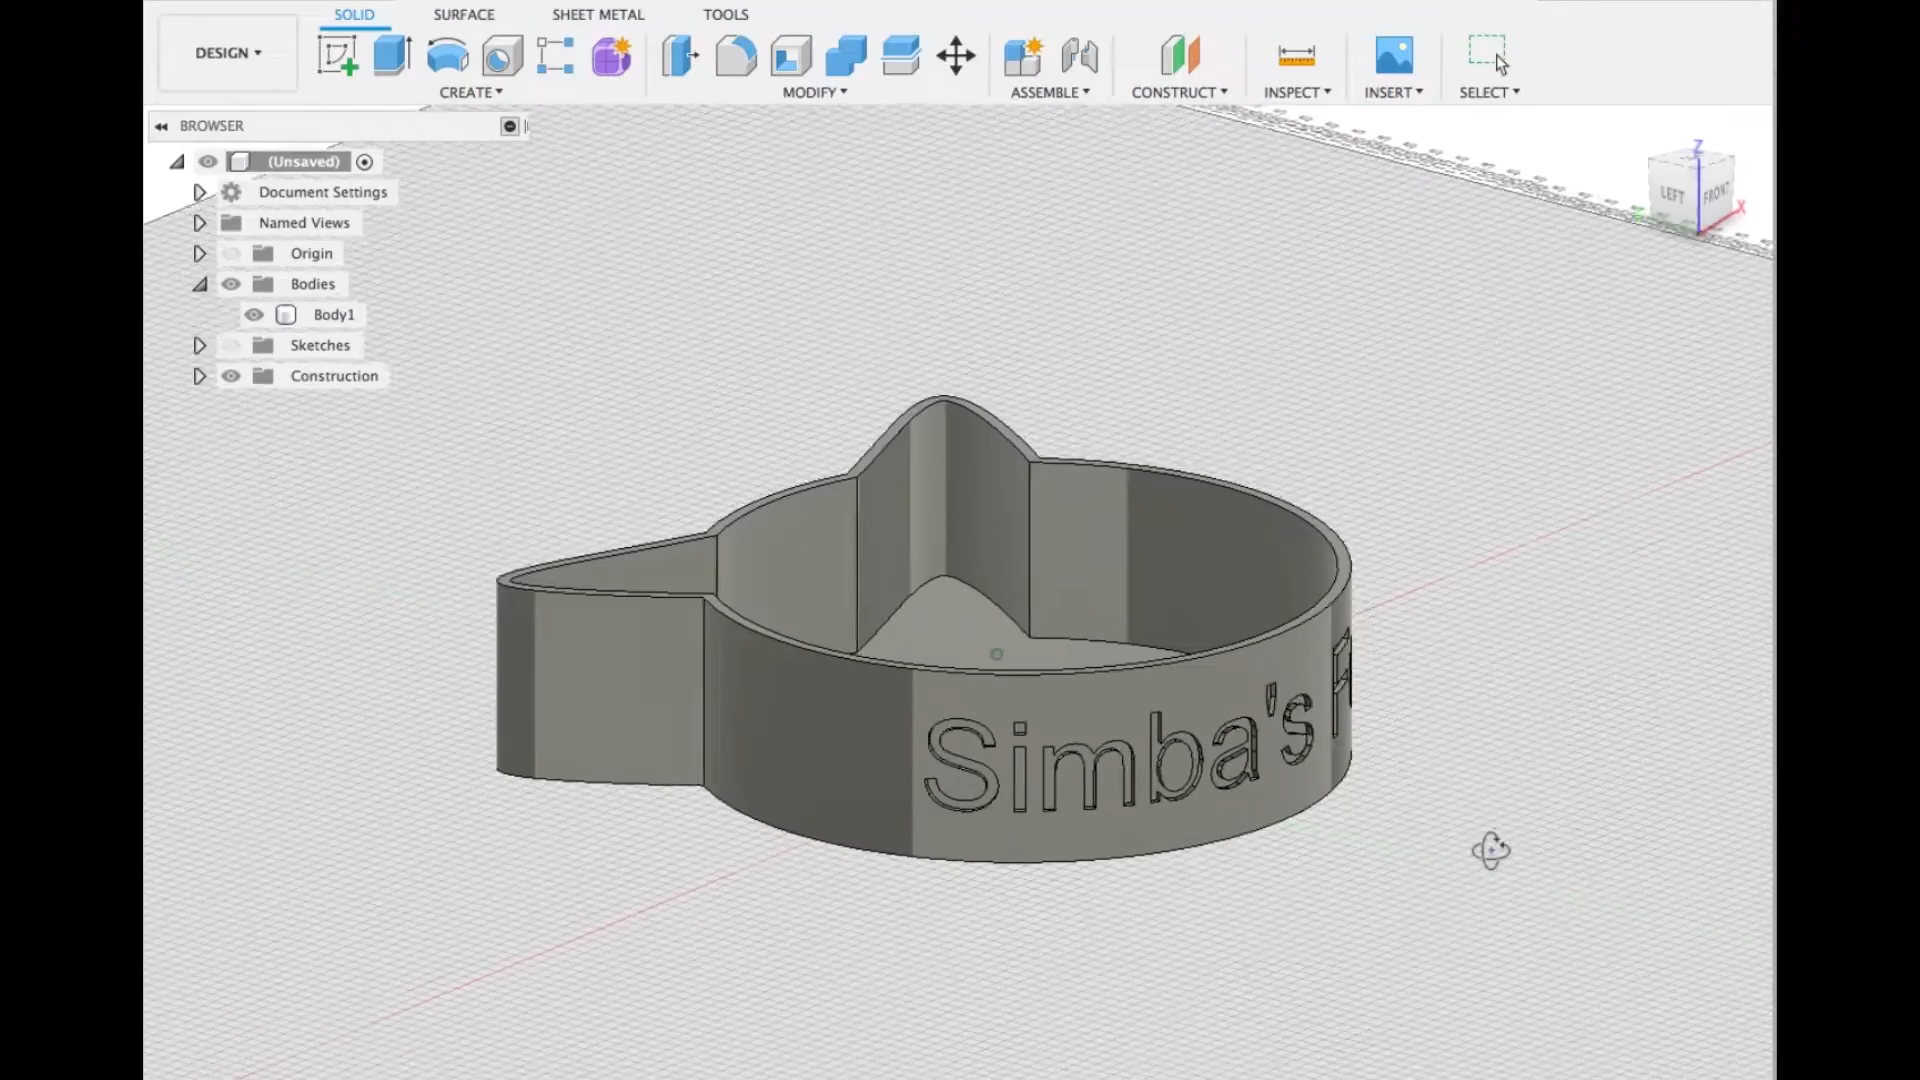 SOLID SURFACE SHEET METAL TOOLS
DESIGN
CREATE MODIFY ASSEMBLE CONSTRUCT INSPECT INSERT SELECT
BROWSER
(Unsaved)
Document Settings
Named Views
Origin
Bodies
Body1
Sketches
Construction
Z
LEFT FRONT
X
Simba's